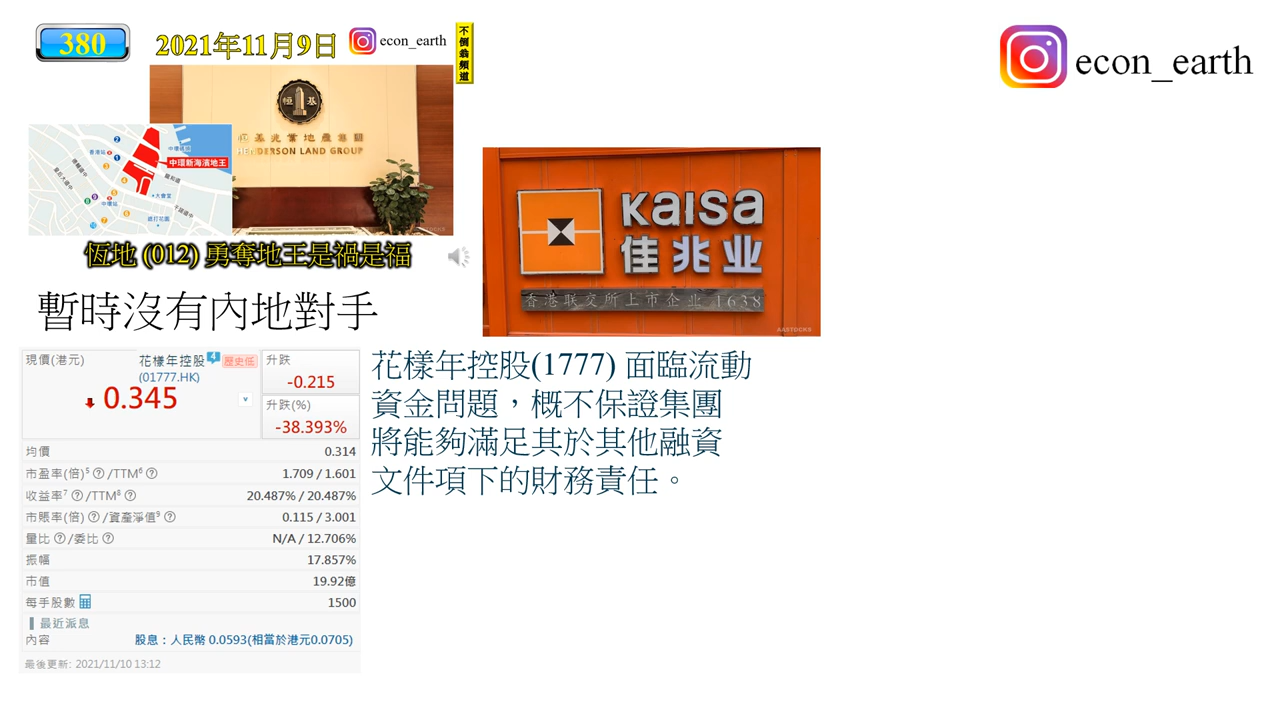 380
2021年11月9日
econ_earth
不倒翁頻道
econ_earth
恒基
恒基兆業地產集團
HENDERSON LAND GROUP
中環新海濱地王
恆地 (012) 勇奪地王是禍是福
暫時沒有內地對手
Kaisa
佳兆业
香港联交所上市企业 1638
AASTOCKS
現價(港元)
花樣年控股 4 歷史低
(01777.HK)
0.345
升跌
-0.215
升跌(%)
-38.393%
均價 0.314
市盈率(倍)5 /TTM6 1.709 / 1.601
收益率7 /TTM8 20.487% / 20.487%
市賬率(倍) /資產淨值9 0.115 / 3.001
量比 /委比 N/A / 12.706%
振幅 17.857%
市值 19.92億
每手股數 1500
最近派息
內容 股息：人民幣 0.0593(相當於港元0.0705)
最後更新: 2021/11/10 13:12
花樣年控股(1777) 面臨流動
資金問題，概不保證集團
將能夠滿足其於其他融資
文件項下的財務責任。